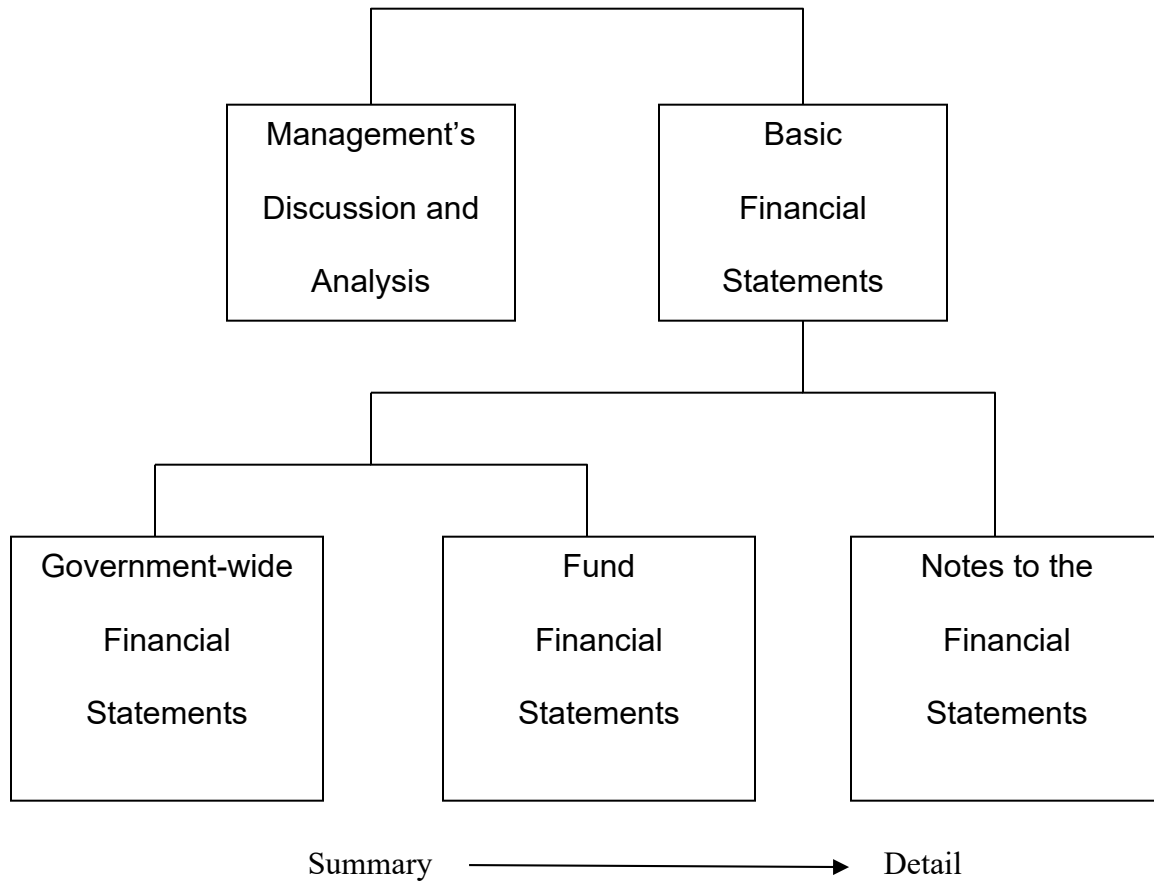 Management’s
Discussion and
Analysis
Basic
Financial
Statements
Government-wide
Financial
Statements
Fund
Financial
Statements
Notes to the
Financial
Statements
Summary
Detail